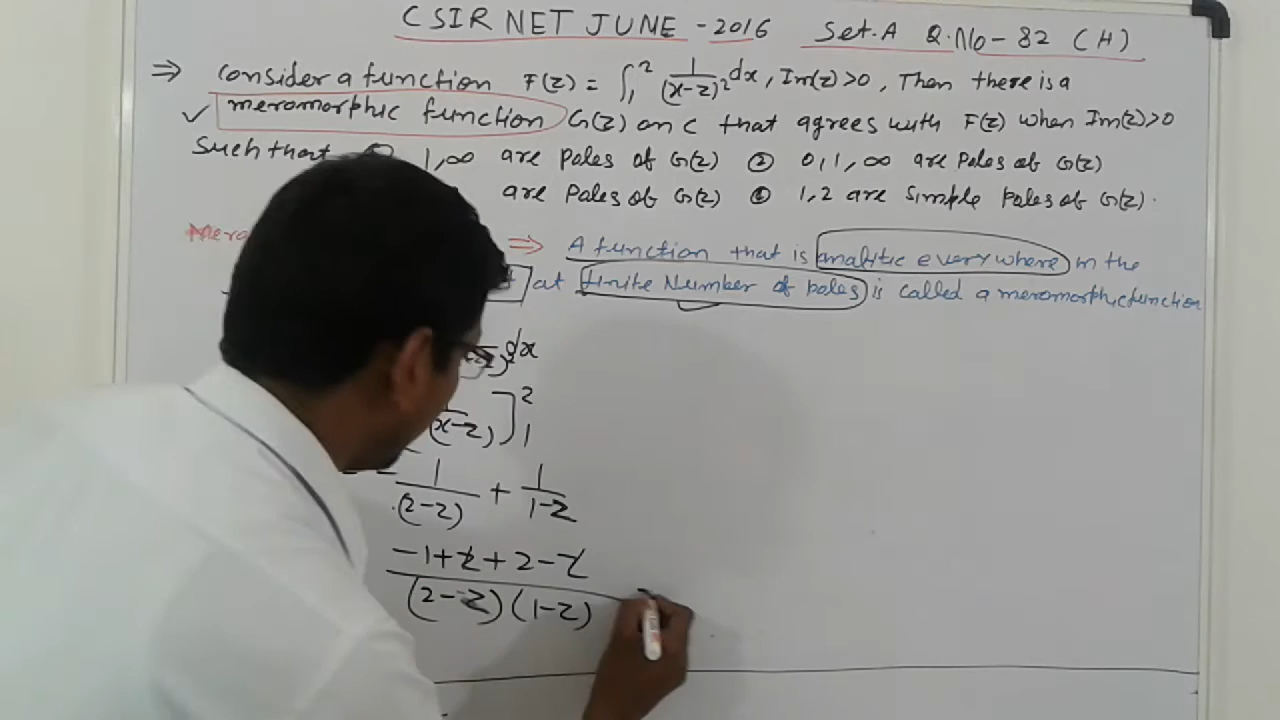 CSIR NET JUNE - 2016 Set.A Q.No - 82 (H)
⇒ Consider a function F(z) = ∫₁² 1/(x-z)² dx, Im(z)>0, Then there is a
✓ meromorphic function G(z) on C that agrees with F(z) when Im(z)>0
Such that 1,∞ are Poles of G(z) ② 0,1,∞ are Poles of G(z)
are Poles of G(z) ④ 1,2 are Simple Poles of G(z).
Mero ⇒ A function that is analitic everywhere in the
at finite Number of poles is called a meromorphic function
dx
(x-z) ]₁²
- 1/(2-z) + 1/(1-z)
-1+z+2-z / (2-z)(1-z)